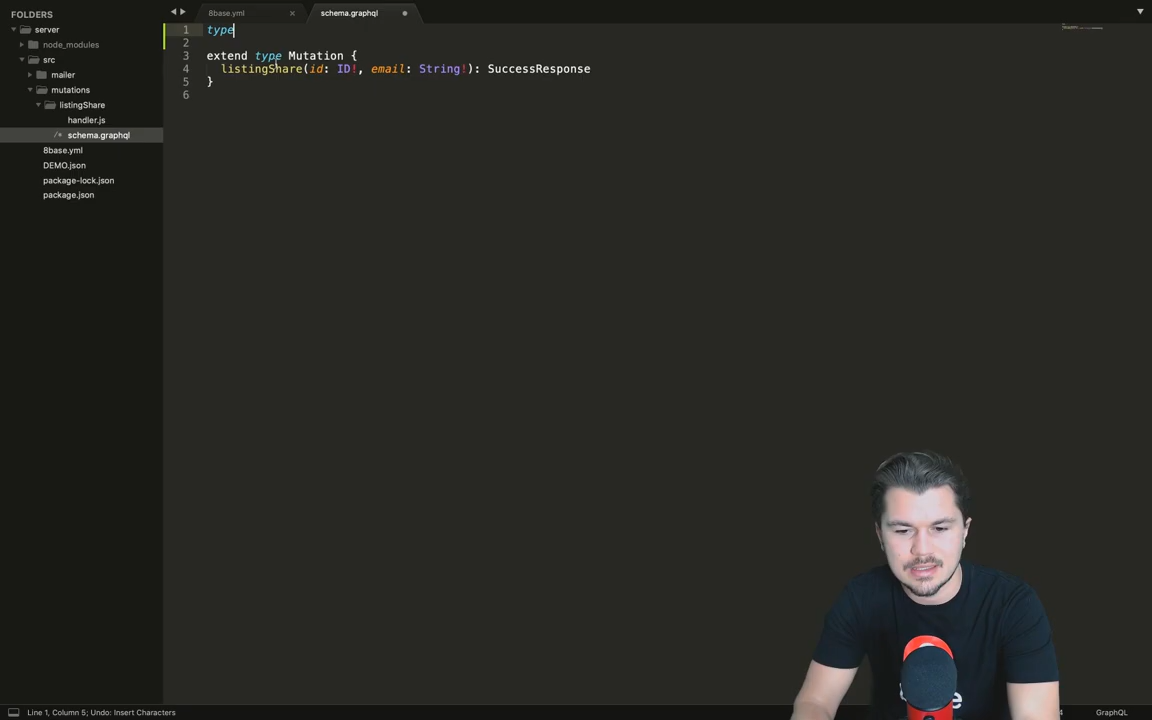 FOLDERS
server
node_modules
src
mailer
mutations
listingShare
handler.js
/* schema.graphql
8base.yml
DEMO.json
package-lock.json
package.json
8base.yml ×
schema.graphql
1 type
2
3 extend type Mutation {
4 listingShare(id: ID!, email: String!): SuccessResponse
5 }
6
Line 1, Column 5; Undo: Insert Characters
GraphQL